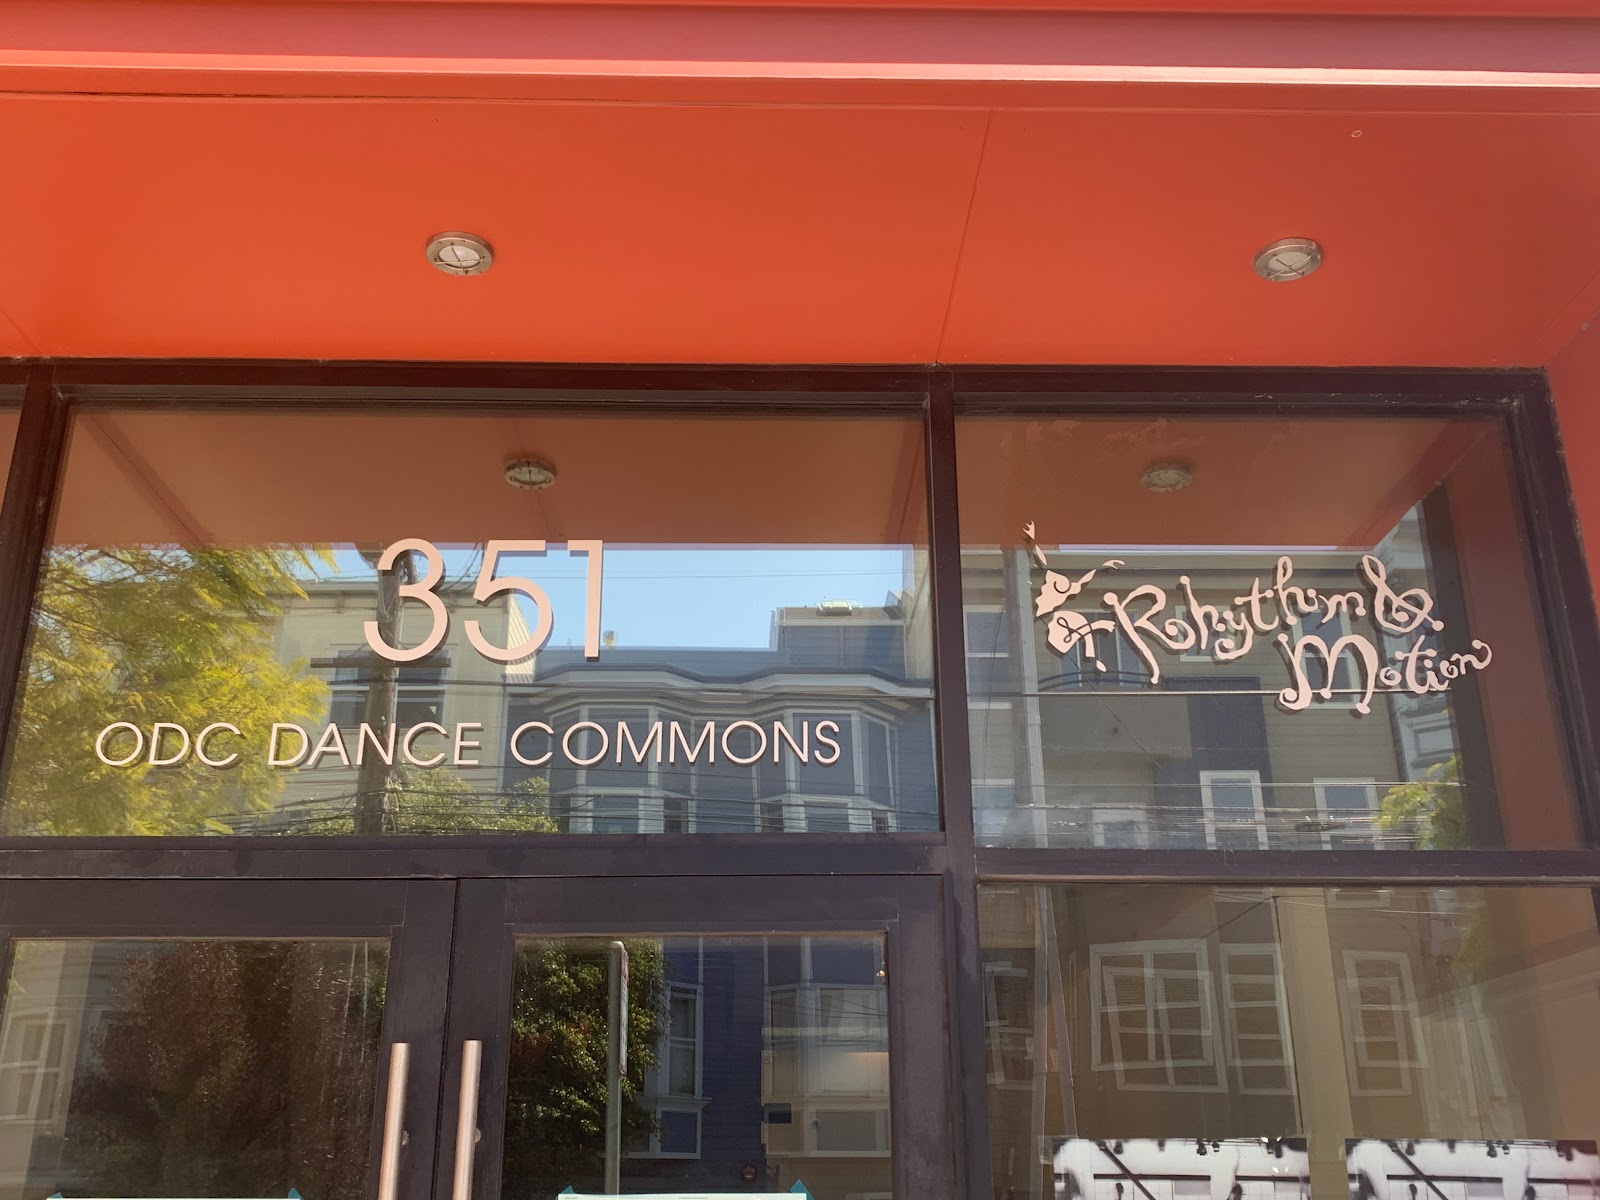 351
ODC DANCE COMMONS
Rhythm &
Motion